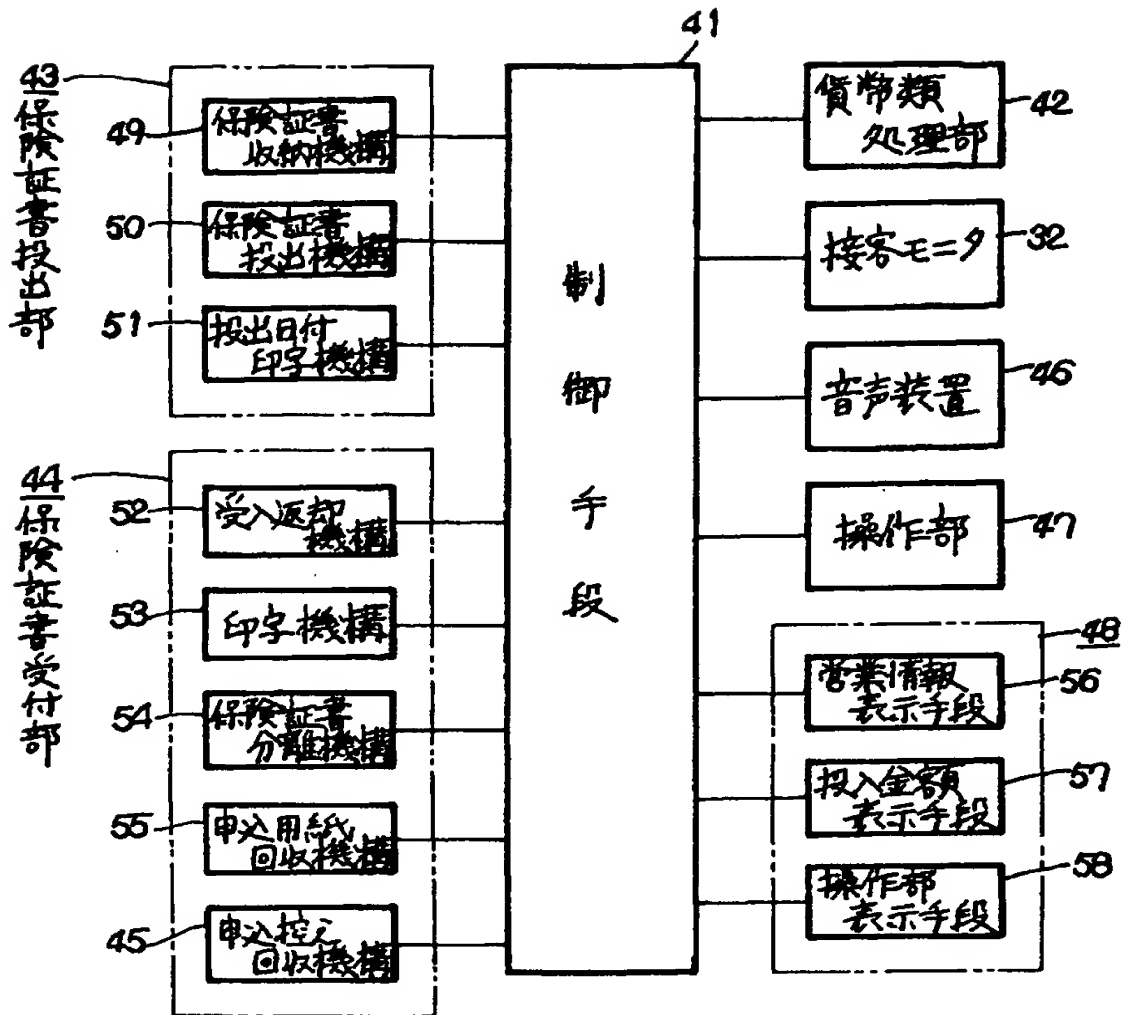 41
制御手段
43 保険証書投出部
49
保険証書
収納機構
50
保険証書
投出機構
51
投出日付
印字機構
44 保険証書受付部
52
受入返却
機構
53
印字機構
54
保険証書
分離機構
55
申込用紙
回収機構
45
申込控え
回収機構
貨幣類
処理部
42
接客モニタ
32
音声装置
46
操作部
47
48
営業情報
表示手段
56
投入金額
表示手段
57
操作部
表示手段
58